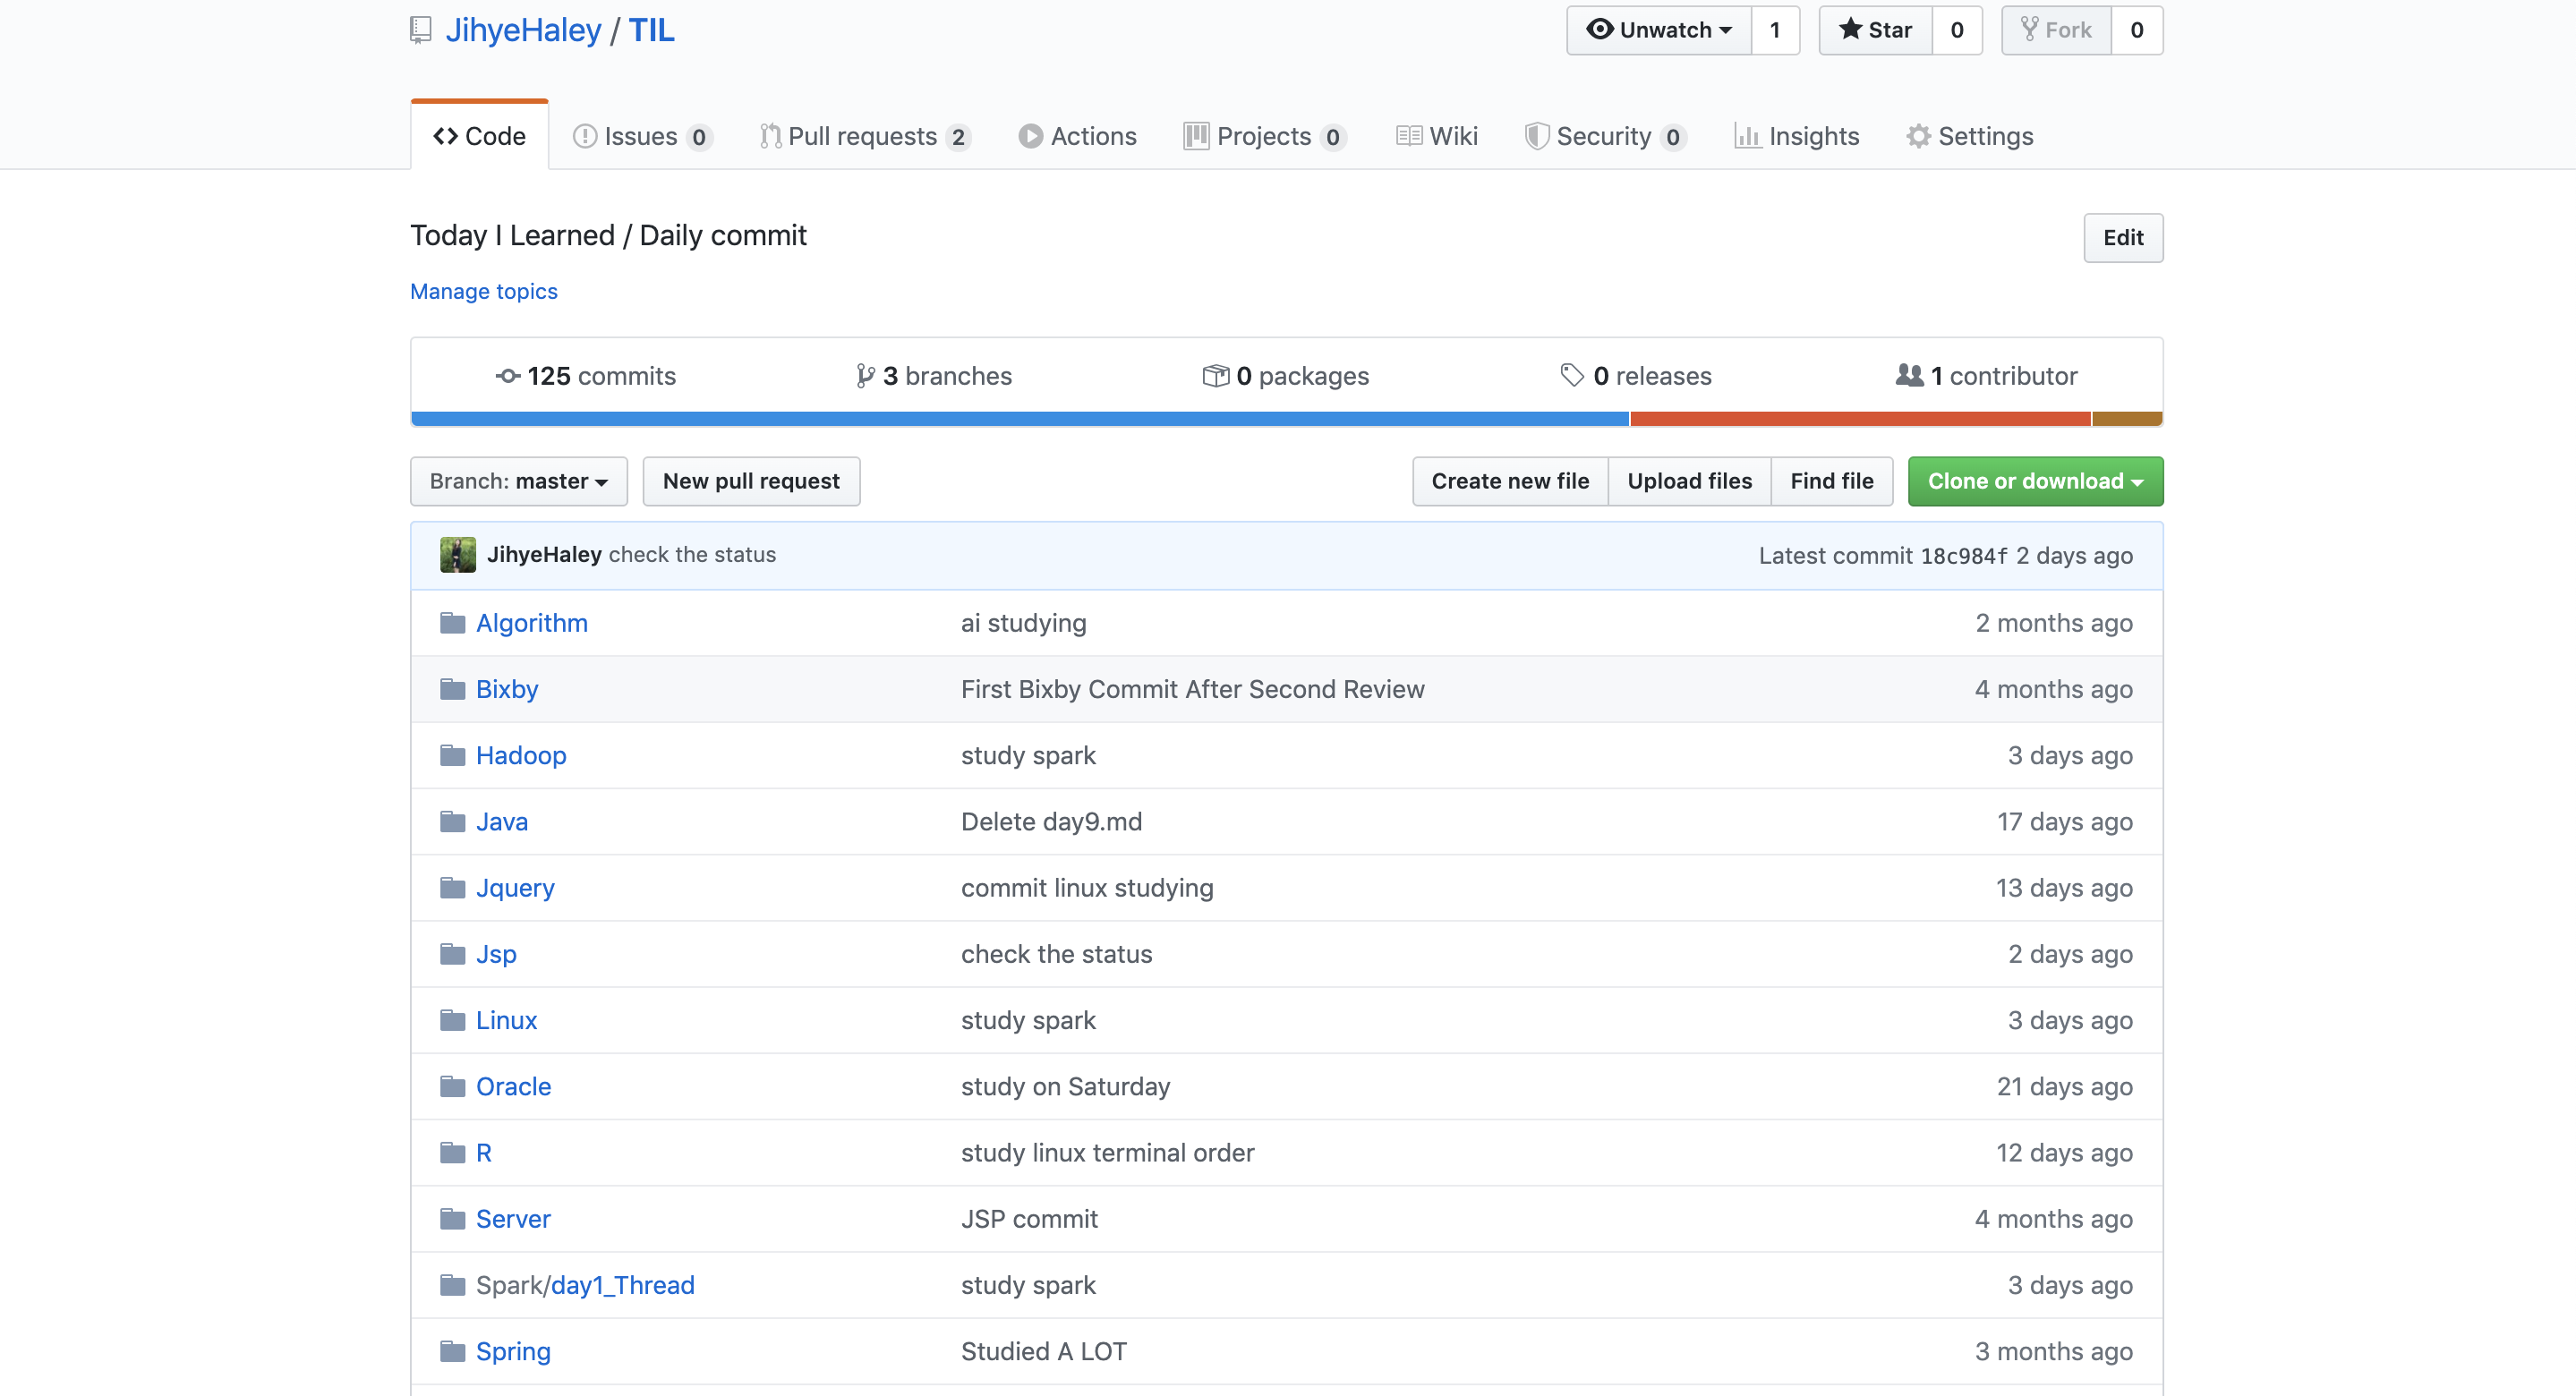 JihyeHaley / TIL
Unwatch 1 Star 0 Fork 0
Code Issues 0 Pull requests 2 Actions Projects 0 Wiki Security 0 Insights Settings
Today I Learned / Daily commit
Edit
Manage topics
125 commits 3 branches 0 packages 0 releases 1 contributor
Branch: master New pull request Create new file Upload files Find file Clone or download
JihyeHaley check the status Latest commit 18c984f 2 days ago
Algorithm ai studying 2 months ago
Bixby First Bixby Commit After Second Review 4 months ago
Hadoop study spark 3 days ago
Java Delete day9.md 17 days ago
Jquery commit linux studying 13 days ago
Jsp check the status 2 days ago
Linux study spark 3 days ago
Oracle study on Saturday 21 days ago
R study linux terminal order 12 days ago
Server JSP commit 4 months ago
Spark/day1_Thread study spark 3 days ago
Spring Studied A LOT 3 months ago